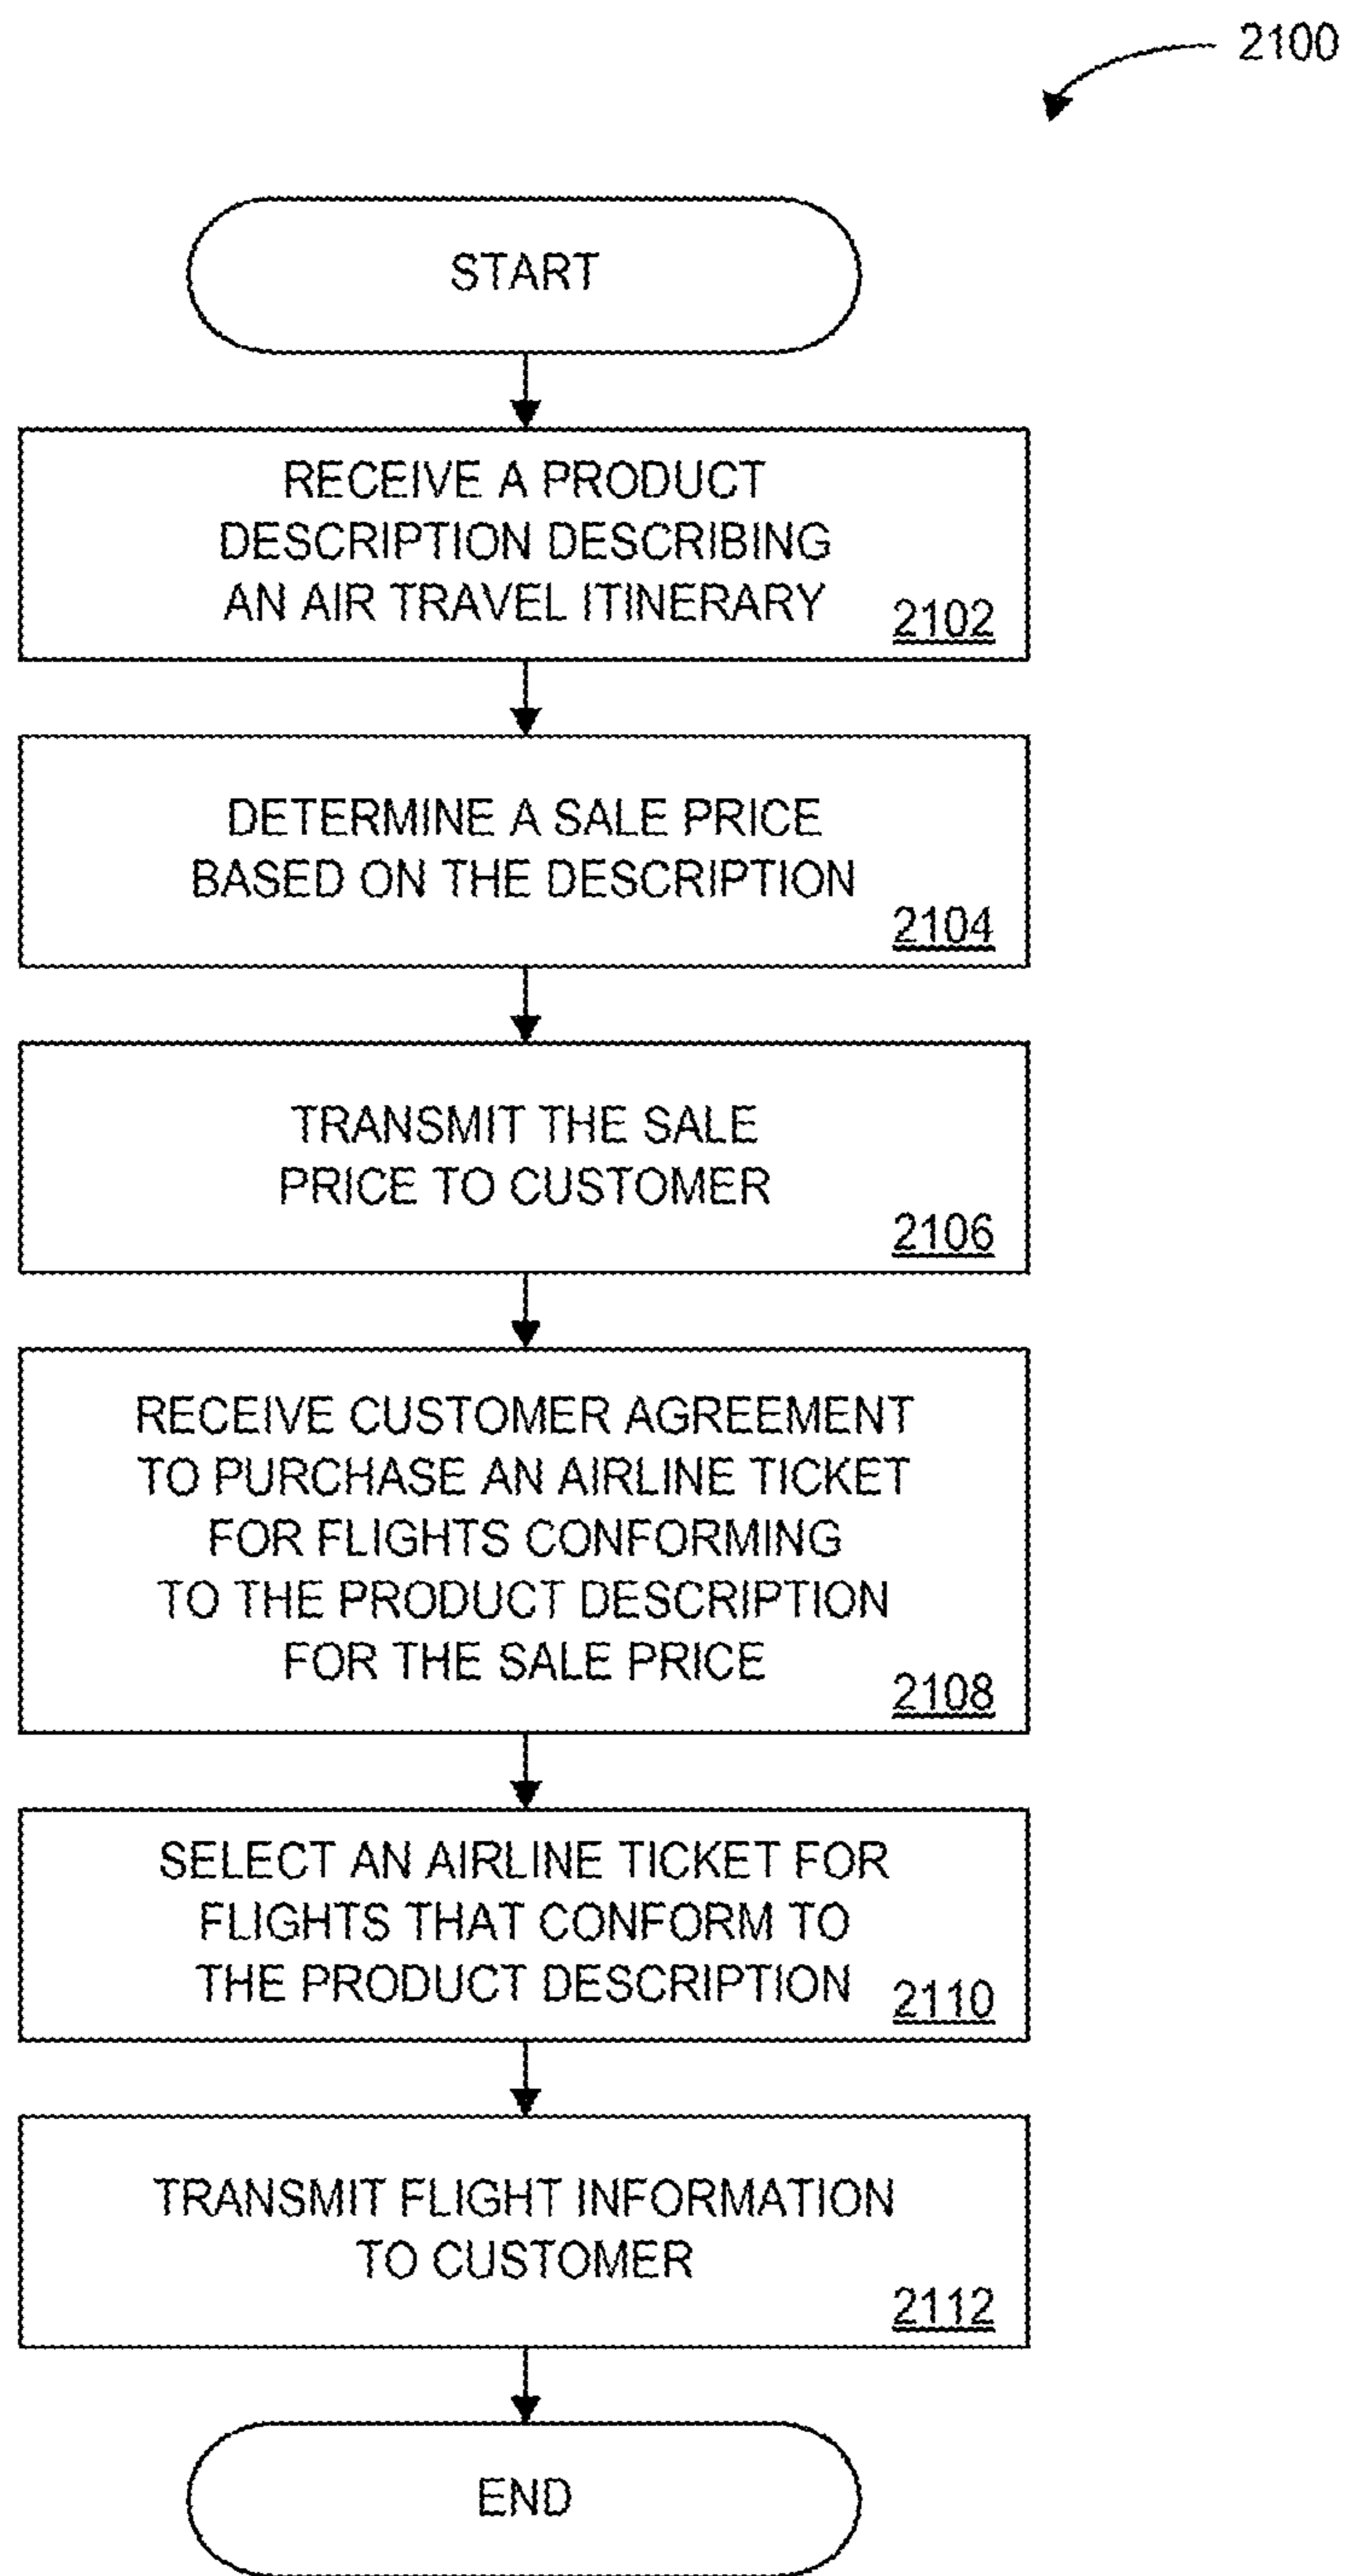 2100
START
RECEIVE A PRODUCT
DESCRIPTION DESCRIBING
AN AIR TRAVEL ITINERARY
2102
DETERMINE A SALE PRICE
BASED ON THE DESCRIPTION
2104
TRANSMIT THE SALE
PRICE TO CUSTOMER
2106
RECEIVE CUSTOMER AGREEMENT
TO PURCHASE AN AIRLINE TICKET
FOR FLIGHTS CONFORMING
TO THE PRODUCT DESCRIPTION
FOR THE SALE PRICE
2108
SELECT AN AIRLINE TICKET FOR
FLIGHTS THAT CONFORM TO
THE PRODUCT DESCRIPTION
2110
TRANSMIT FLIGHT INFORMATION
TO CUSTOMER
2112
END